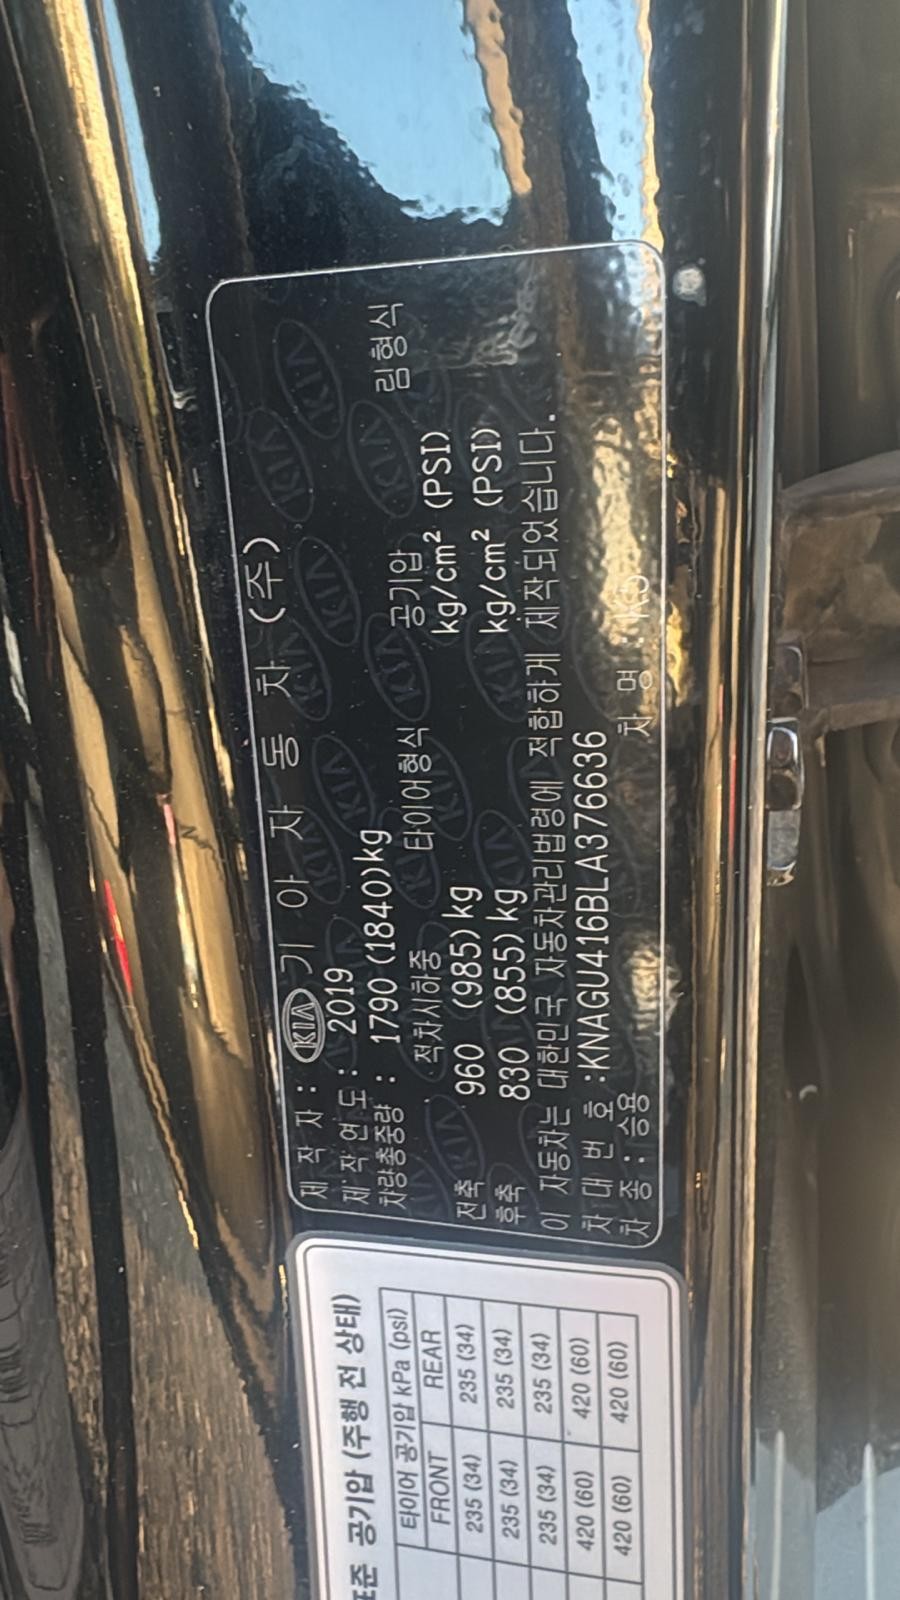 제 작 자 : KIA 기 아 자 동 차 (주)
제 작 연 도 : 2019
차량총중량 : 1790 (1840)kg
적차시하중 타이어형식 공기압 림형식
전축 960 (985)kg kg/cm² (PSI)
후축 830 (855)kg kg/cm² (PSI)
이 자동차는 대한민국 자동차관리법령에 적합하게 제작되었습니다.
차 대 번 호 :KNAGU416BLA376636
차 종 : 승용 차 명 : K5
표준 공기압 (주행 전 상태)
타이어 공기압 kPa (psi)
FRONT REAR
235 (34) 235 (34)
235 (34) 235 (34)
235 (34) 235 (34)
420 (60) 420 (60)
420 (60) 420 (60)